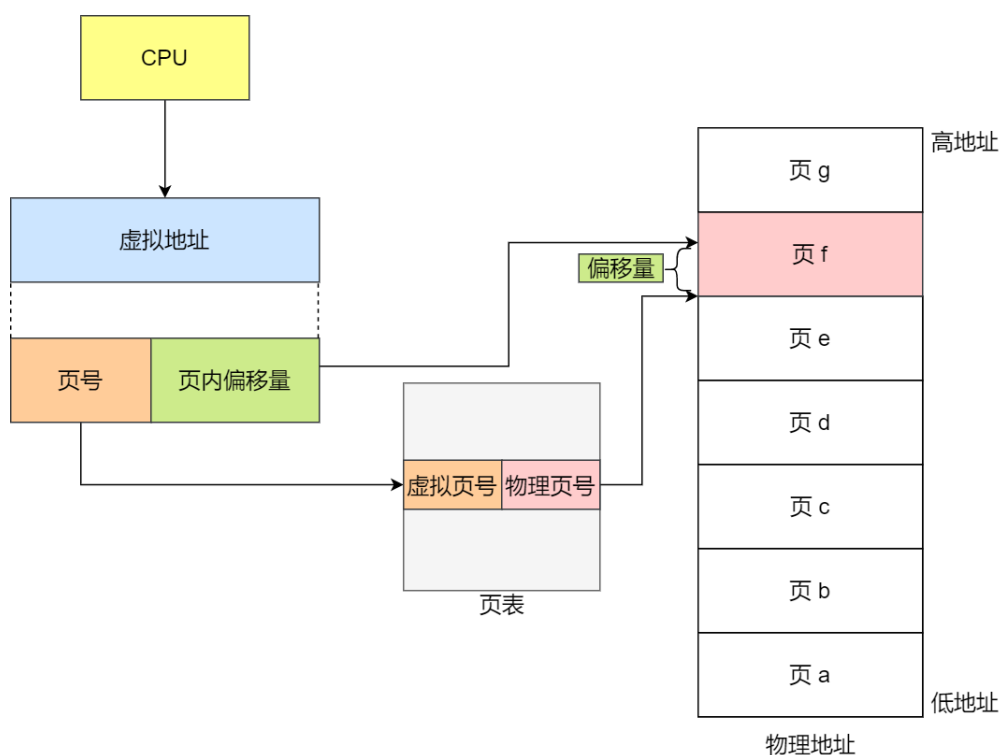 CPU
虚拟地址
页号
页内偏移量
虚拟页号
物理页号
页表
偏移量
高地址
页 g
页 f
页 e
页 d
页 c
页 b
页 a
低地址
物理地址